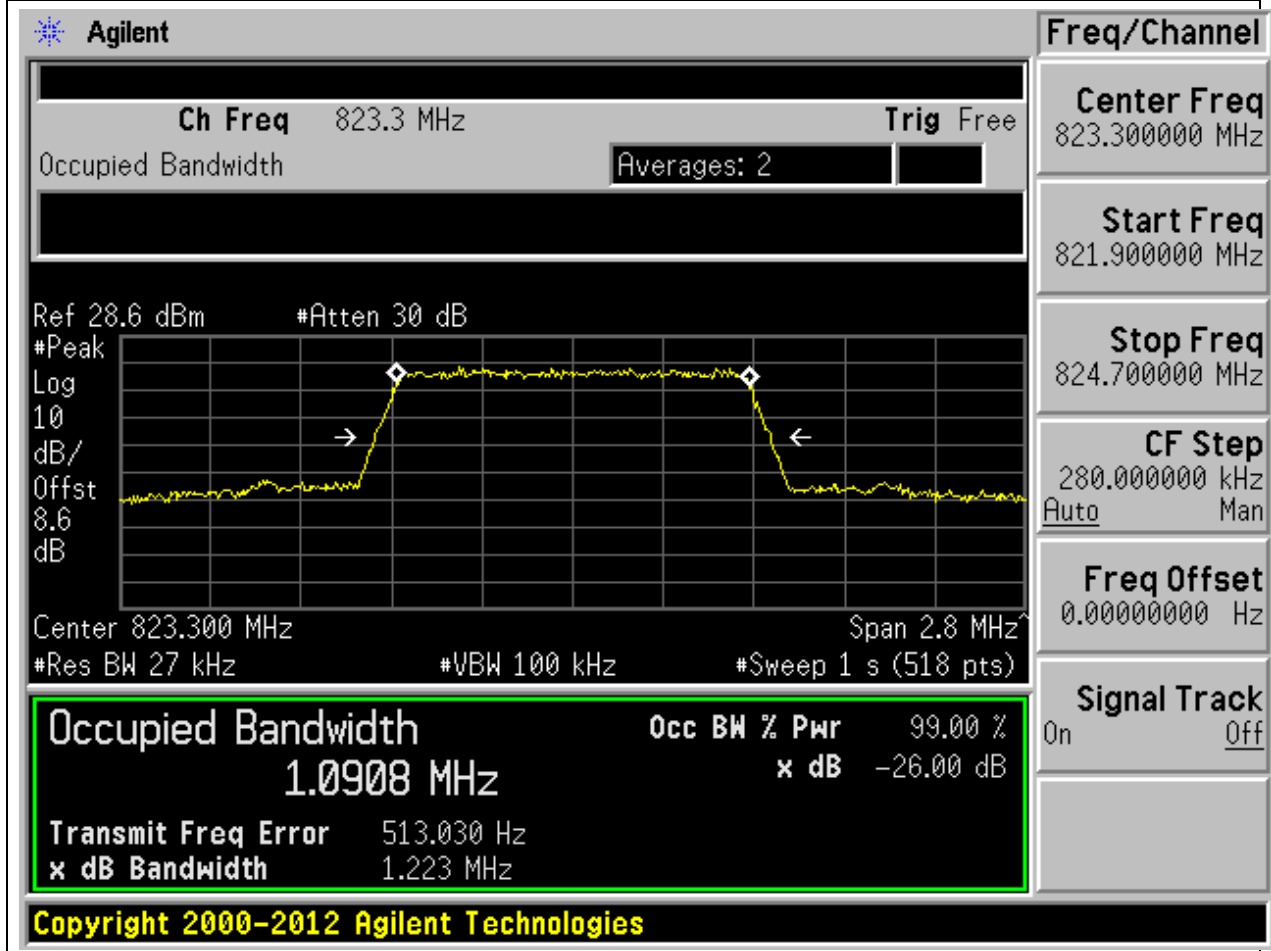 Agilent
Freq/Channel
Ch Freq 823.3 MHz Trig Free
Occupied Bandwidth Averages: 2
Ref 28.6 dBm #Atten 30 dB
#Peak
Log
10
dB/
Offst
8.6
dB
Center 823.300 MHz Span 2.8 MHz^
#Res BW 27 kHz #VBW 100 kHz #Sweep 1 s (518 pts)
Occupied Bandwidth Occ BW % Pwr 99.00 %
1.0908 MHz x dB -26.00 dB
Transmit Freq Error 513.030 Hz
x dB Bandwidth 1.223 MHz
Copyright 2000-2012 Agilent Technologies
Center Freq
823.300000 MHz
Start Freq
821.900000 MHz
Stop Freq
824.700000 MHz
CF Step
280.000000 kHz
Auto Man
Freq Offset
0.00000000 Hz
Signal Track
On Off